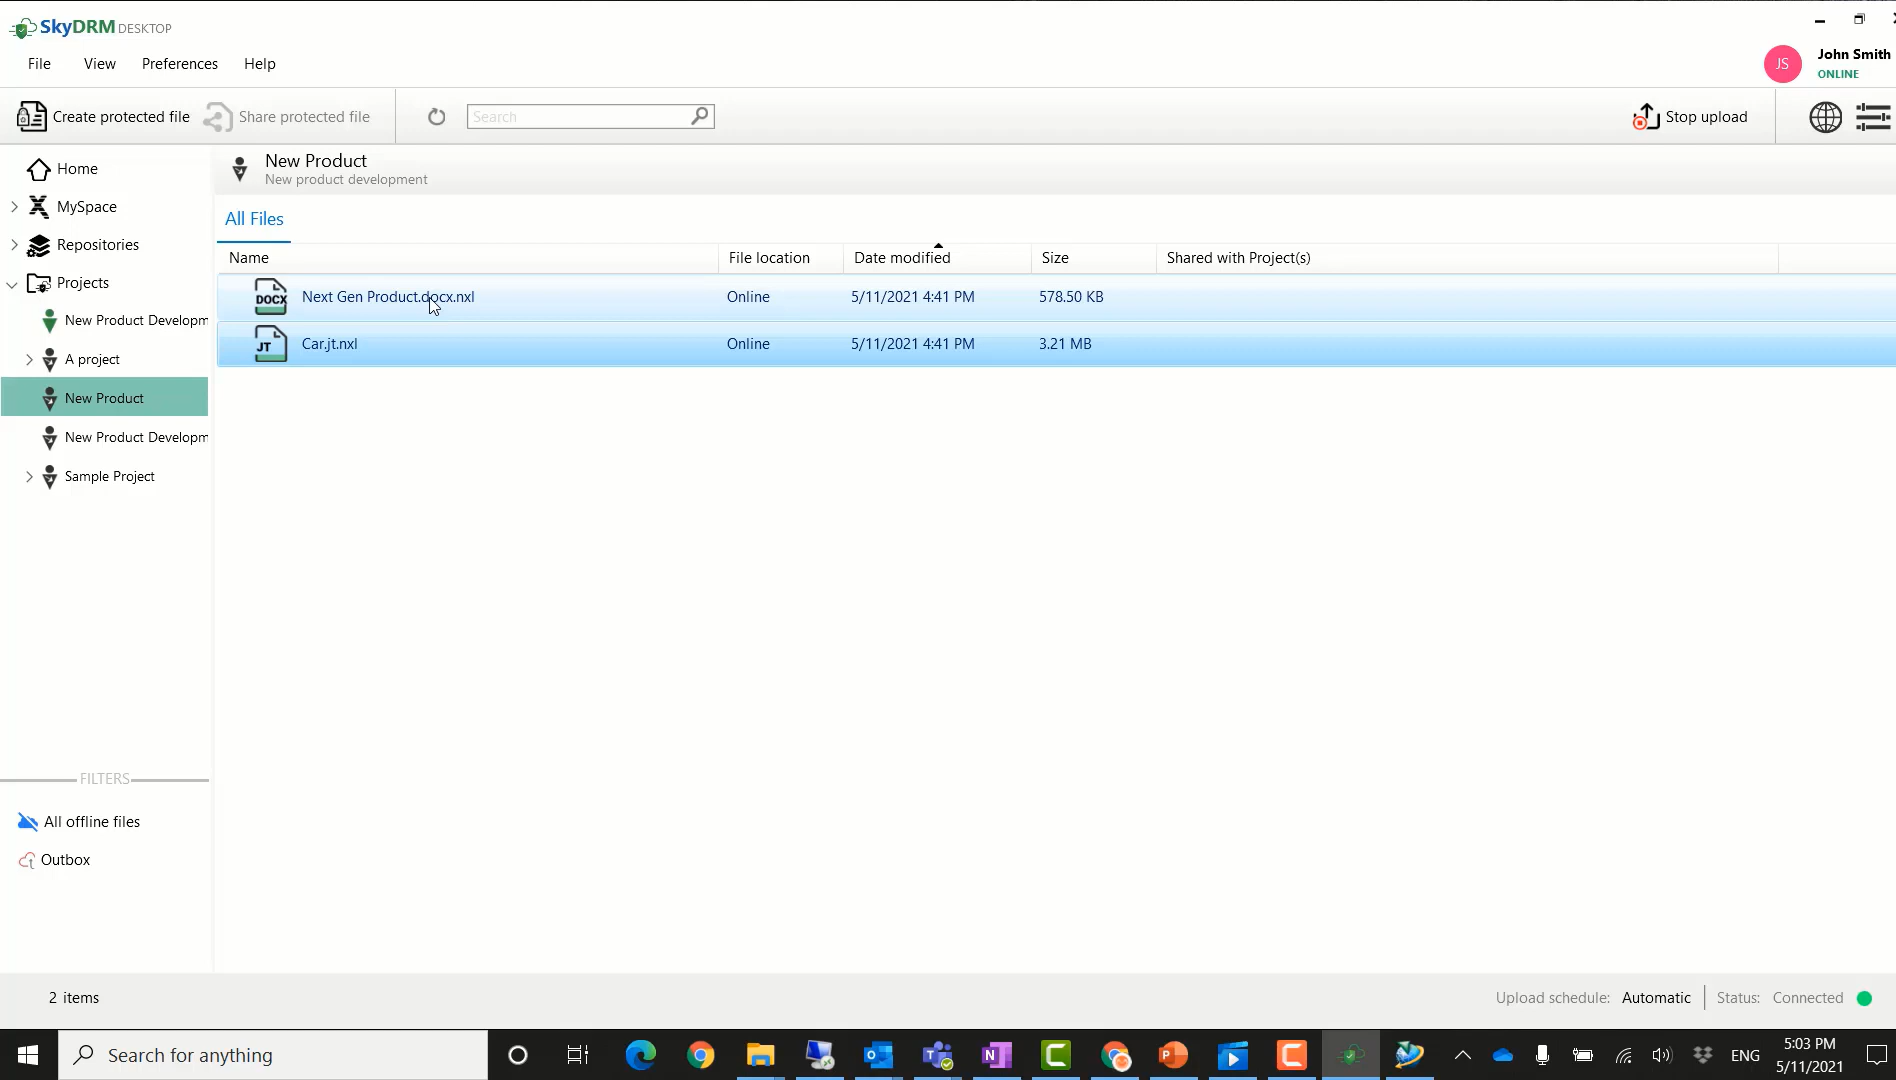 SkyDRM DESKTOP
File View Preferences Help
JS
John Smith
ONLINE
Create protected file
Share protected file
Search
Stop upload
Home
MySpace
Repositories
Projects
New Product Developm
A project
New Product
New Product Developm
Sample Project
FILTERS
All offline files
Outbox
New Product
New product development
All Files
Name File location Date modified Size Shared with Project(s)
DOCX Next Gen Product.docx.nxl Online 5/11/2021 4:41 PM 578.50 KB
JT Car.jt.nxl Online 5/11/2021 4:41 PM 3.21 MB
2 items
Upload schedule: Automatic Status: Connected
Search for anything
ENG
5:03 PM
5/11/2021